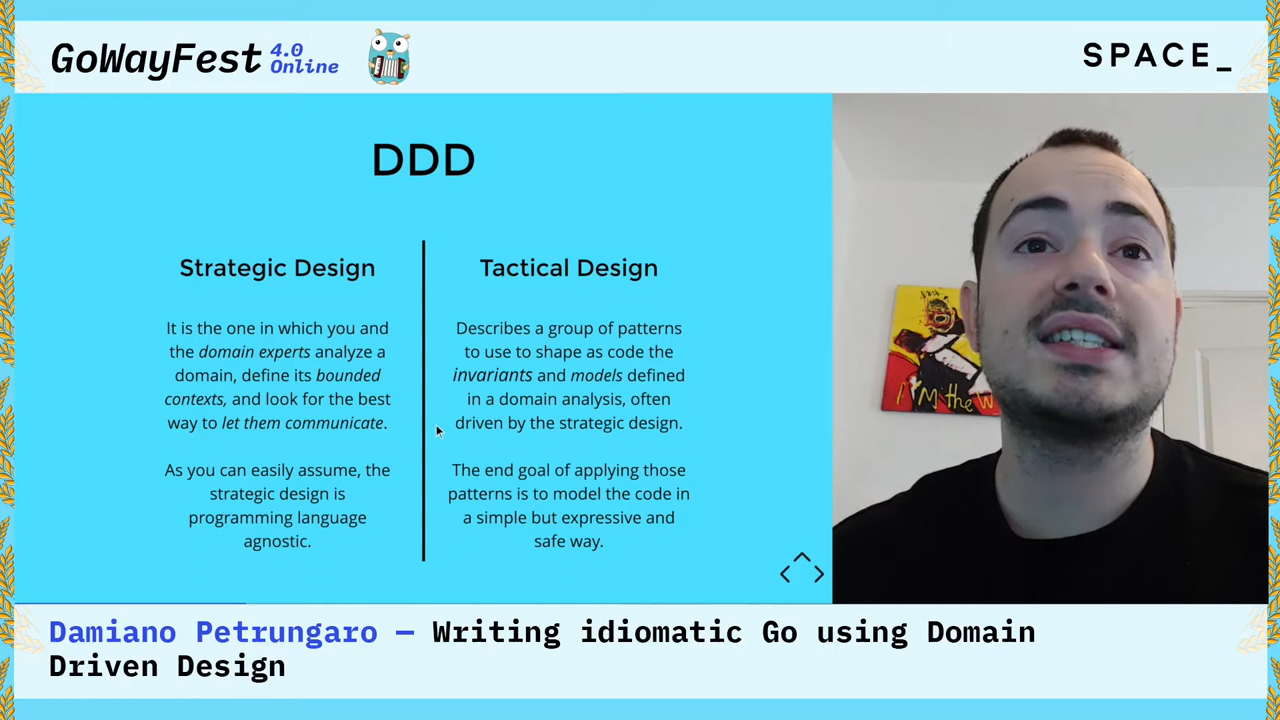 GoWayFest 4.0
Online
SPACE_
DDD
Strategic Design
It is the one in which you and
the domain experts analyze a
domain, define its bounded
contexts, and look for the best
way to let them communicate.
As you can easily assume, the
strategic design is
programming language
agnostic.
Tactical Design
Describes a group of patterns
to use to shape as code the
invariants and models defined
in a domain analysis, often
driven by the strategic design.
The end goal of applying those
patterns is to model the code in
a simple but expressive and
safe way.
I'M the W
Damiano Petrungaro — Writing idiomatic Go using Domain
Driven Design